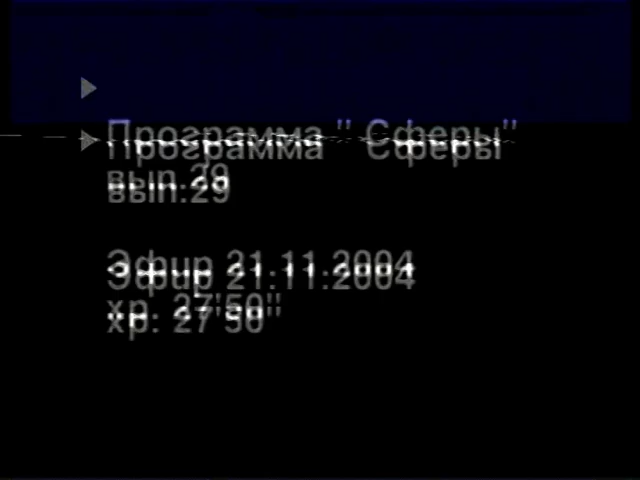 Программа " Сферы"
вып.29
Эфир 21.11.2004
хр. 27'50"